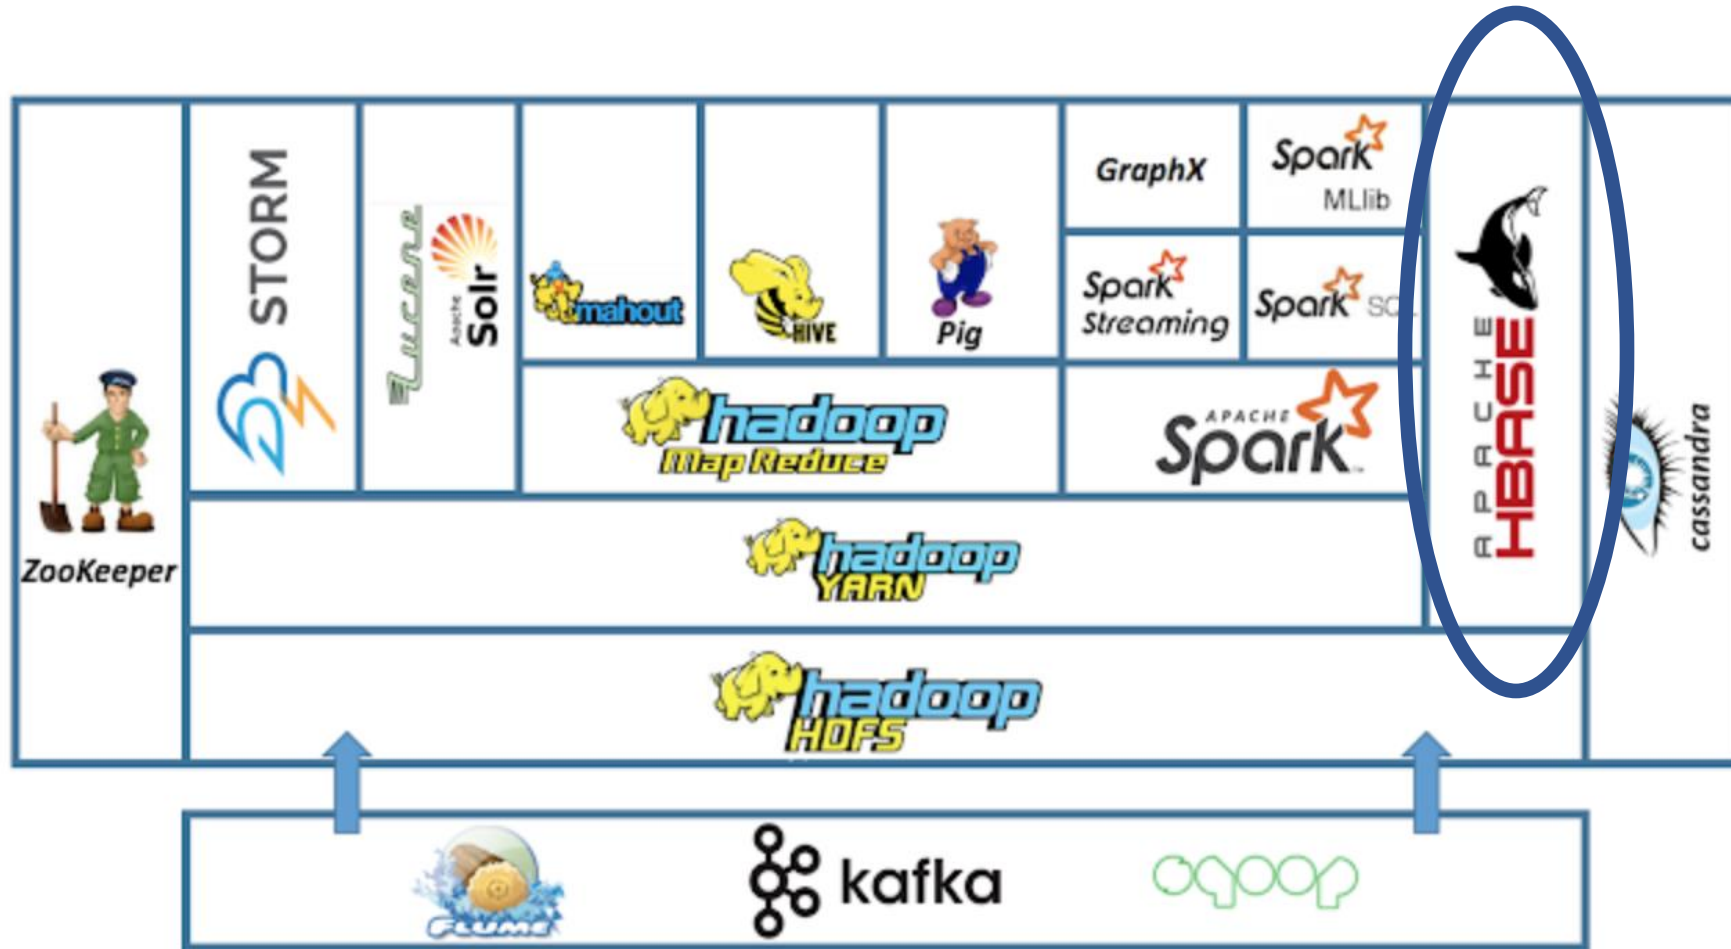 ZooKeeper
STORM
Lucene
Apache
Solr
mahout
HIVE
Pig
GraphX
Spark
MLlib
Spark
Streaming
Spark SQL
hadoop
Map Reduce
APACHE
Spark
APACHE
HBASE
cassandra
hadoop
YARN
hadoop
HDFS
FLUME
kafka
sqoop